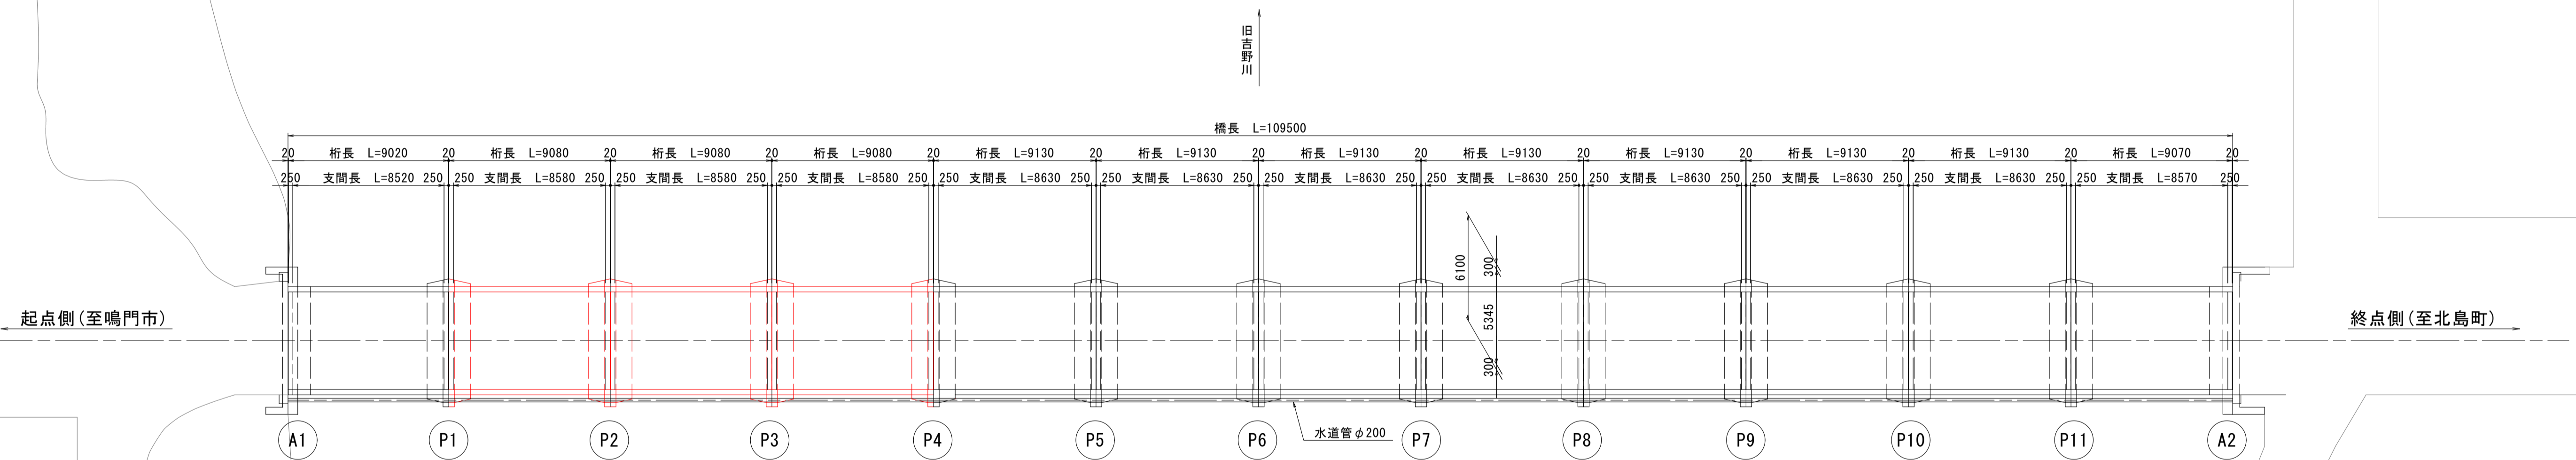 旧吉野川
橋長 L=109500
20 桁長 L=9020 20 桁長 L=9080 20 桁長 L=9080 20 桁長 L=9080 20 桁長 L=9130 20 桁長 L=9130 20 桁長 L=9130 20 桁長 L=9130 20 桁長 L=9130 20 桁長 L=9130 20 桁長 L=9130 20 桁長 L=9070 20
250 支間長 L=8520 250 250 支間長 L=8580 250 250 支間長 L=8580 250 250 支間長 L=8580 250 250 支間長 L=8630 250 250 支間長 L=8630 250 250 支間長 L=8630 250 250 支間長 L=8630 250 250 支間長 L=8630 250 250 支間長 L=8630 250 250 支間長 L=8630 250 250 支間長 L=8570 250
6100
300
5345
300
起点側(至鳴門市)
終点側(至北島町)
水道管φ200
A1 P1 P2 P3 P4 P5 P6 P7 P8 P9 P10 P11 A2